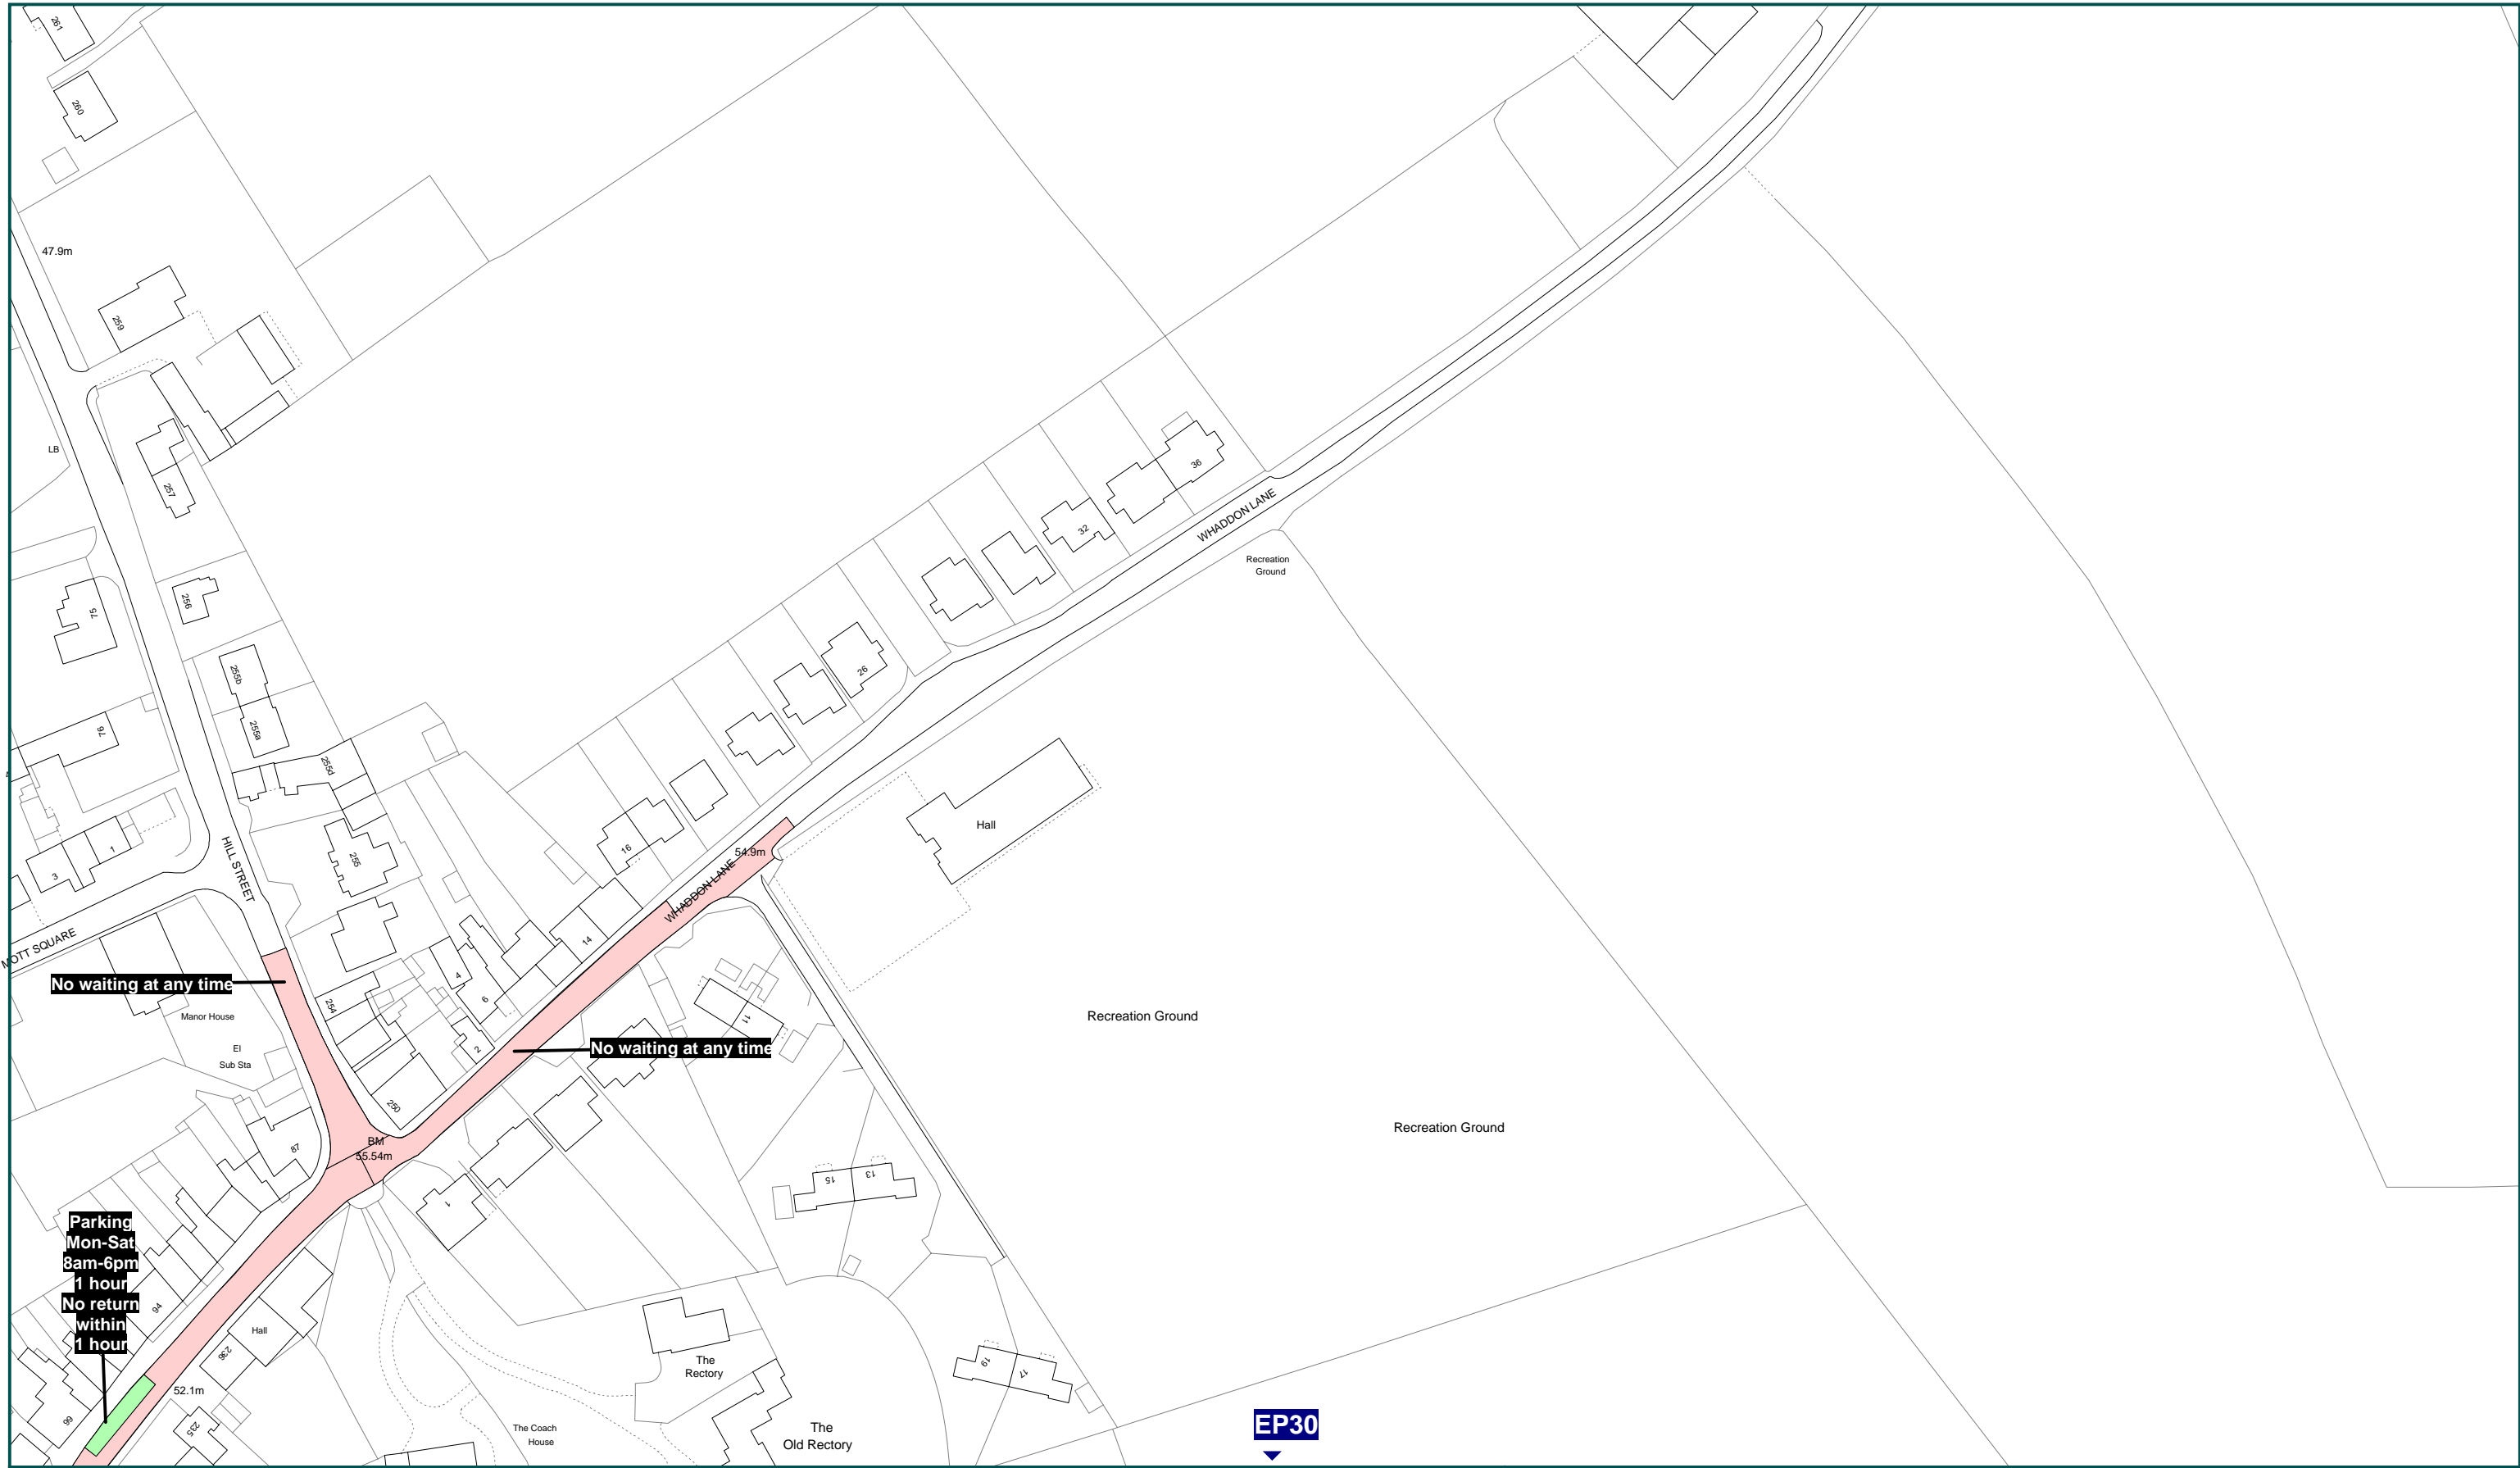 261
260
47.9m
259
LB
257
256
75
255b
255a
76
255d
36
32
WHADDON LANE
Recreation
Ground
26
1
3
255
HILL STREET
16
54.9m
WHADDON LANE
Hall
14
MOTT SQUARE
4
6
254
2
No waiting at any time
Manor House
El
Sub Sta
11
No waiting at any time
Recreation Ground
250
BM
55.54m
87
Recreation Ground
1
15
13
Parking
Mon-Sat
8am-6pm
1 hour
No return
within
1 hour
94
Hall
236
52.1m
235
The
Rectory
19
17
The Coach
House
The
Old Rectory
EP30